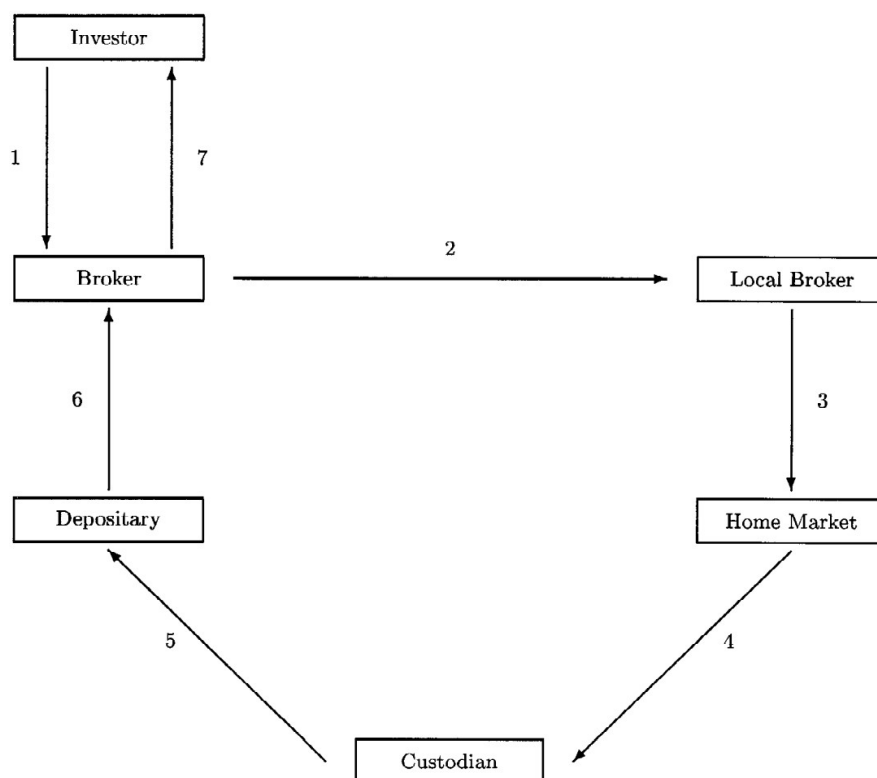 Investor
1
7
2
Broker
Local Broker
6
3
Depositary
Home Market
5
4
Custodian